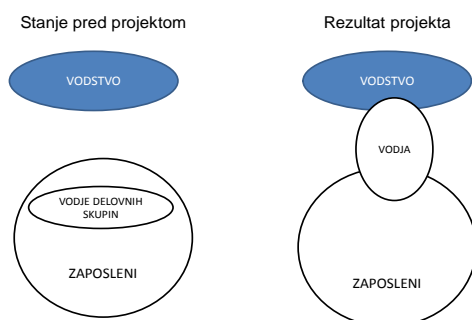 Stanje pred projektom
Rezultat projekta
VODSTVO
VODSTVO
VODJA
VODJE DELOVNIH
SKUPIN
ZAPOSLENI
ZAPOSLENI